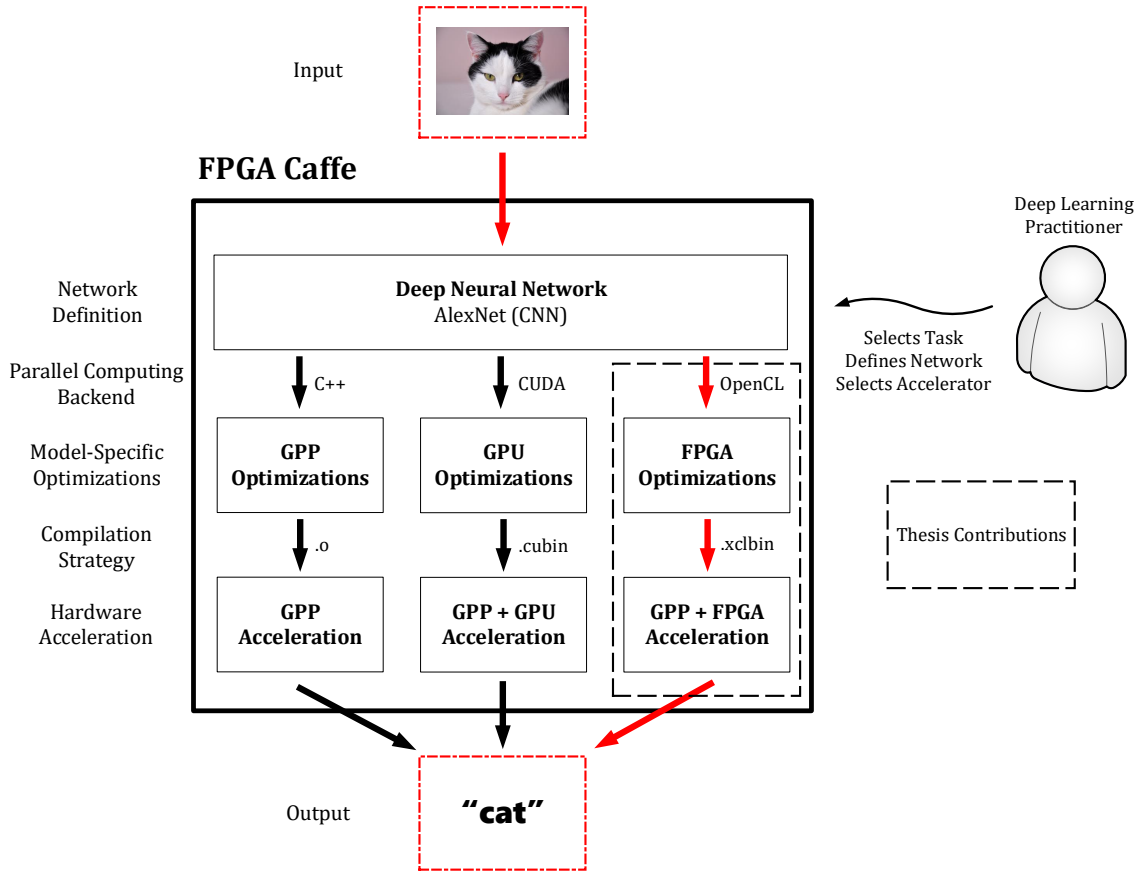 Input
FPGA Caffe
Deep Learning
Practitioner
Network
Definition
Deep Neural Network
AlexNet (CNN)
Selects Task
Defines Network
Selects Accelerator
Parallel Computing
Backend
C++
CUDA
OpenCL
Model-Specific
Optimizations
GPP
Optimizations
GPU
Optimizations
FPGA
Optimizations
Thesis Contributions
Compilation
Strategy
.o
.cubin
.xclbin
Hardware
Acceleration
GPP
Acceleration
GPP + GPU
Acceleration
GPP + FPGA
Acceleration
Output
“cat”